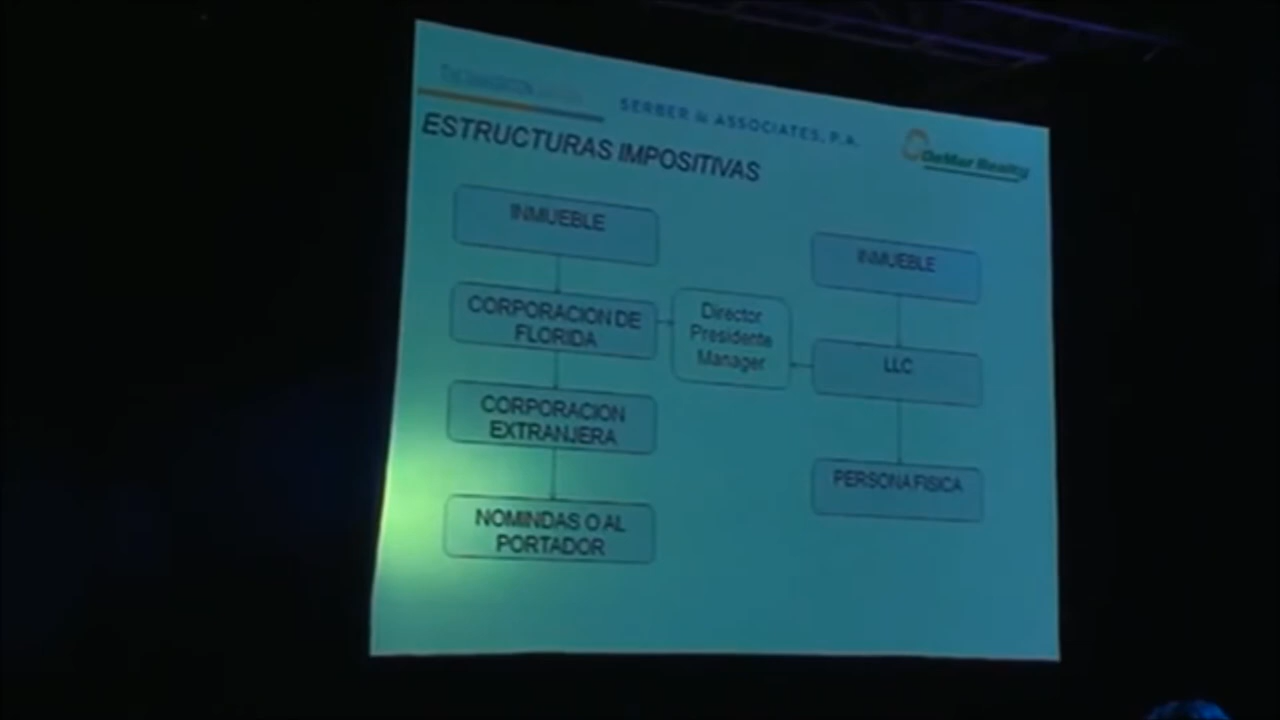 SERBER & ASSOCIATES, P.A.
DeMar Realty
ESTRUCTURAS IMPOSITIVAS
INMUEBLE
CORPORACION DE
FLORIDA
CORPORACION
EXTRANJERA
NOMINDAS O AL
PORTADOR
Director
Presidente
Manager
INMUEBLE
LLC
PERSONA FISICA